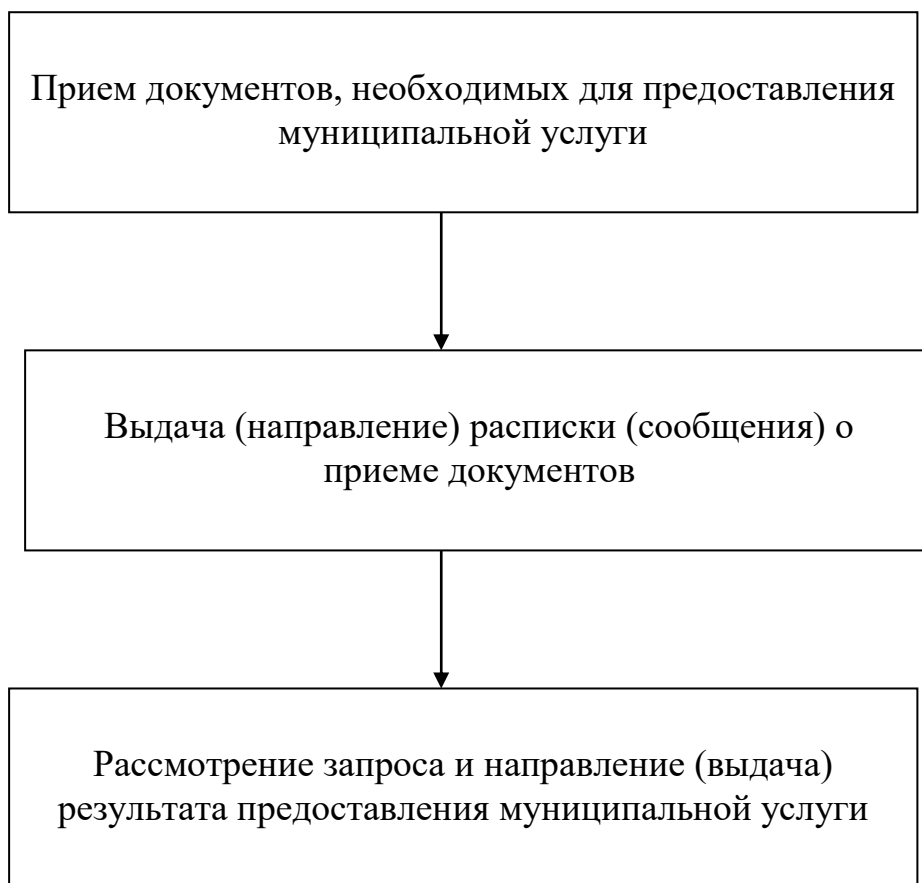 Прием документов, необходимых для предоставления
муниципальной услуги
Выдача (направление) расписки (сообщения) о
приеме документов
Рассмотрение запроса и направление (выдача)
результата предоставления муниципальной услуги